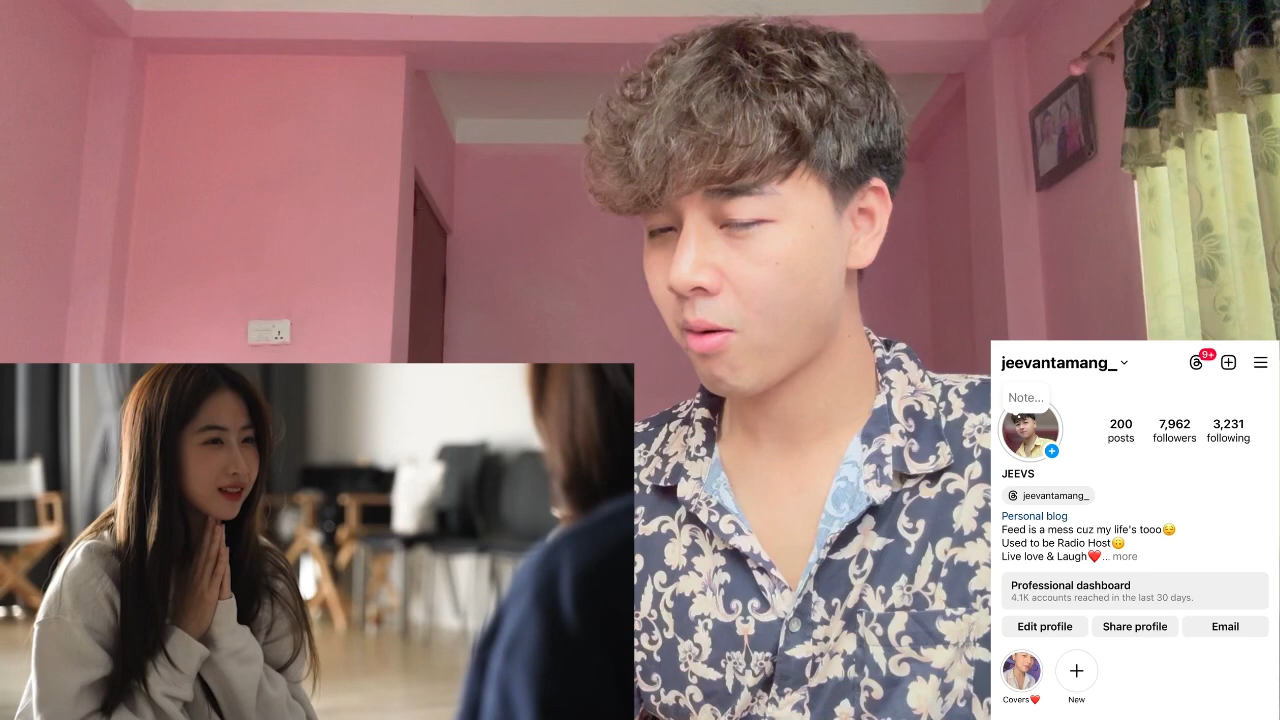 jeevantamang_
9+
Note...
200 7,962 3,231
posts followers following
JEEVS
jeevantamang_
Personal blog
Feed is a mess cuz my life's tooo😌
Used to be Radio Host🙃
Live love & Laugh❤️... more
Professional dashboard
4.1K accounts reached in the last 30 days.
Edit profile Share profile Email
Covers❤️ New